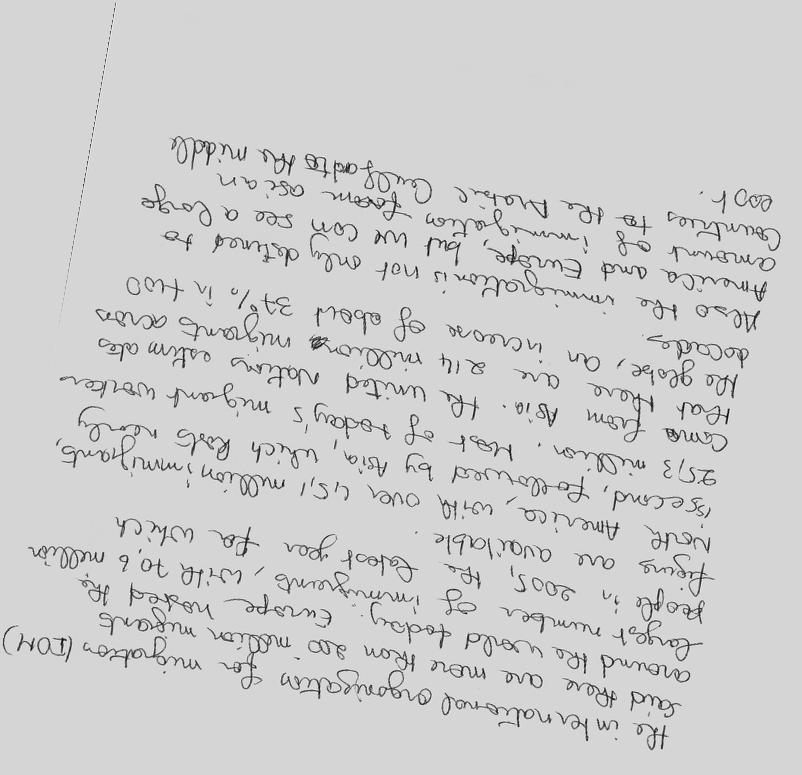 the international organization for migration (IOM)
said there are more than 200 million migrants
around the world today. Europe hosted the
largest number of immigrants, with 70,6 million
people in 2005, the latest year for which
figins are available.
North America, with over 45,1 million immigrants,
is second, followed by Asia, which hosts nearly
25,3 million. Most of today's migrant workers
come from Asia. the united Nations estimates
that there are 214 millions migrants across
the globe, an increase of about 37% in two
docades.
Also the immigration is not only destined to
America and Europe, but we can see a large
amount of immigration from asian
Countries to the Arabic Gulf and to the middle
east.